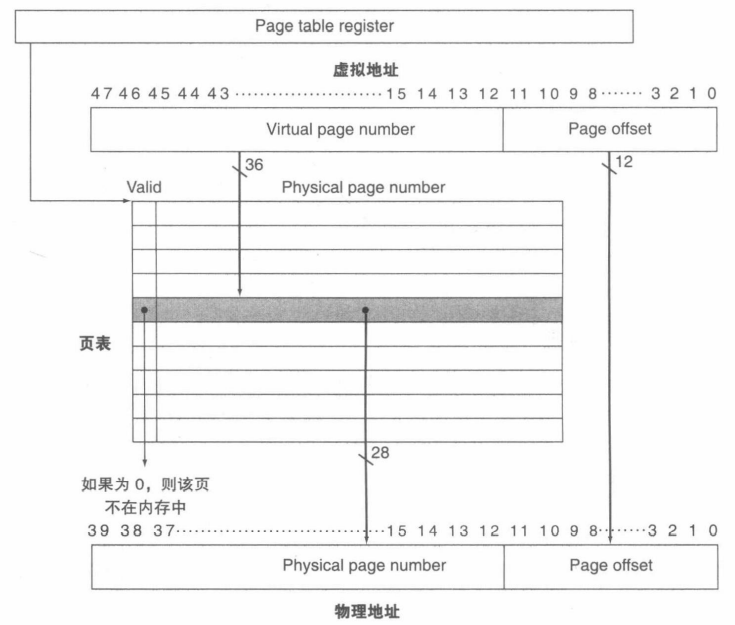 Page table register
虚拟地址
47 46 45 44 43 ······················ 15 14 13 12 11 10 9 8 ······ 3 2 1 0
Virtual page number Page offset
36 12
Valid Physical page number
页表
28
如果为 0，则该页
不在内存中
39 38 37 ······························ 15 14 13 12 11 10 9 8 ······· 3 2 1 0
Physical page number Page offset
物理地址